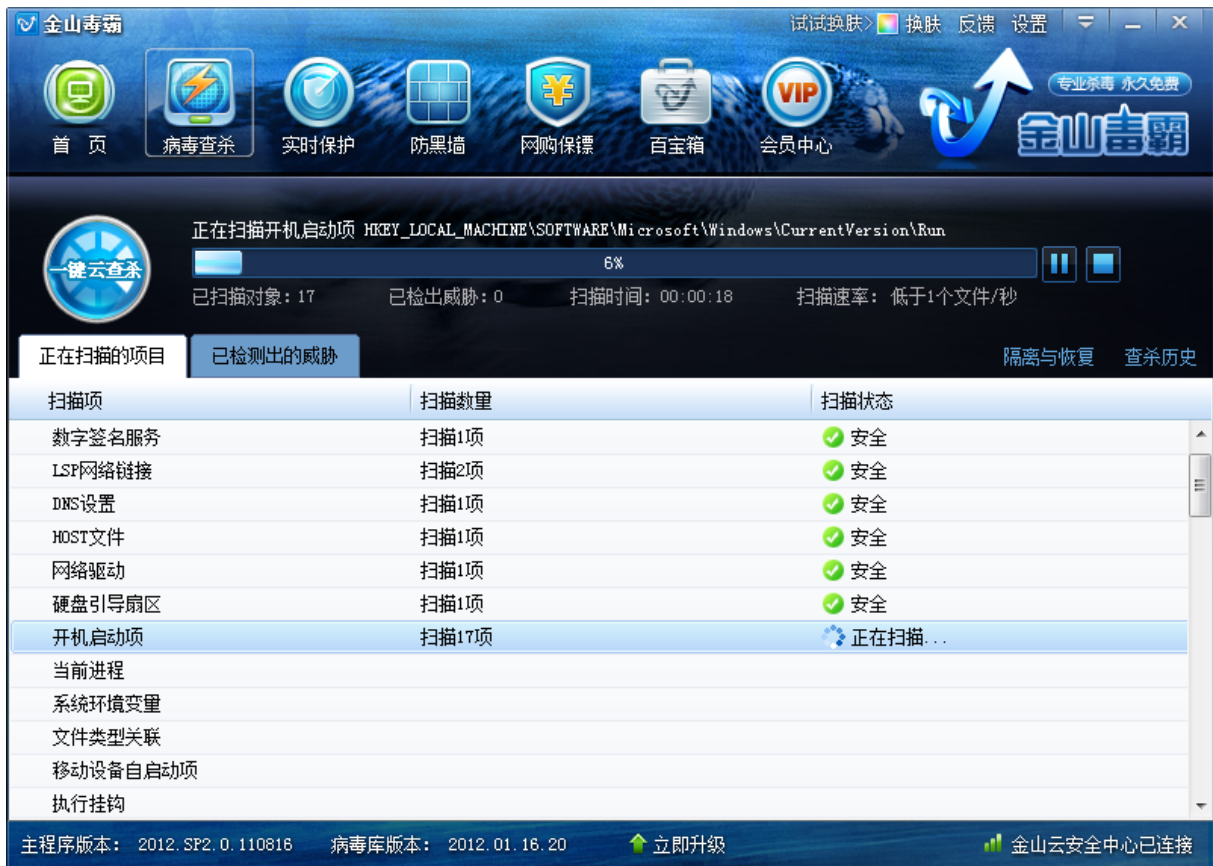 金山毒霸 试试换肤> 换肤 反馈 设置
专业杀毒 永久免费
金山毒霸
VIP
首 页 病毒查杀 实时保护 防黑墙 网购保镖 百宝箱 会员中心
正在扫描开机启动项 HKEY_LOCAL_MACHINE\SOFTWARE\Microsoft\Windows\CurrentVersion\Run
一键云查杀
6%
已扫描对象：17 已检出威胁：0 扫描时间：00:00:18 扫描速率：低于1个文件/秒
正在扫描的项目 已检测出的威胁 隔离与恢复 查杀历史
扫描项 扫描数量 扫描状态
数字签名服务 扫描1项 安全
LSP网络链接 扫描2项 安全
DNS设置 扫描1项 安全
HOST文件 扫描1项 安全
网络驱动 扫描1项 安全
硬盘引导扇区 扫描1项 安全
开机启动项 扫描17项 正在扫描...
当前进程
系统环境变量
文件类型关联
移动设备自启动项
执行挂钩
主程序版本： 2012.SP2.0.110816 病毒库版本： 2012.01.16.20 立即升级 金山云安全中心已连接